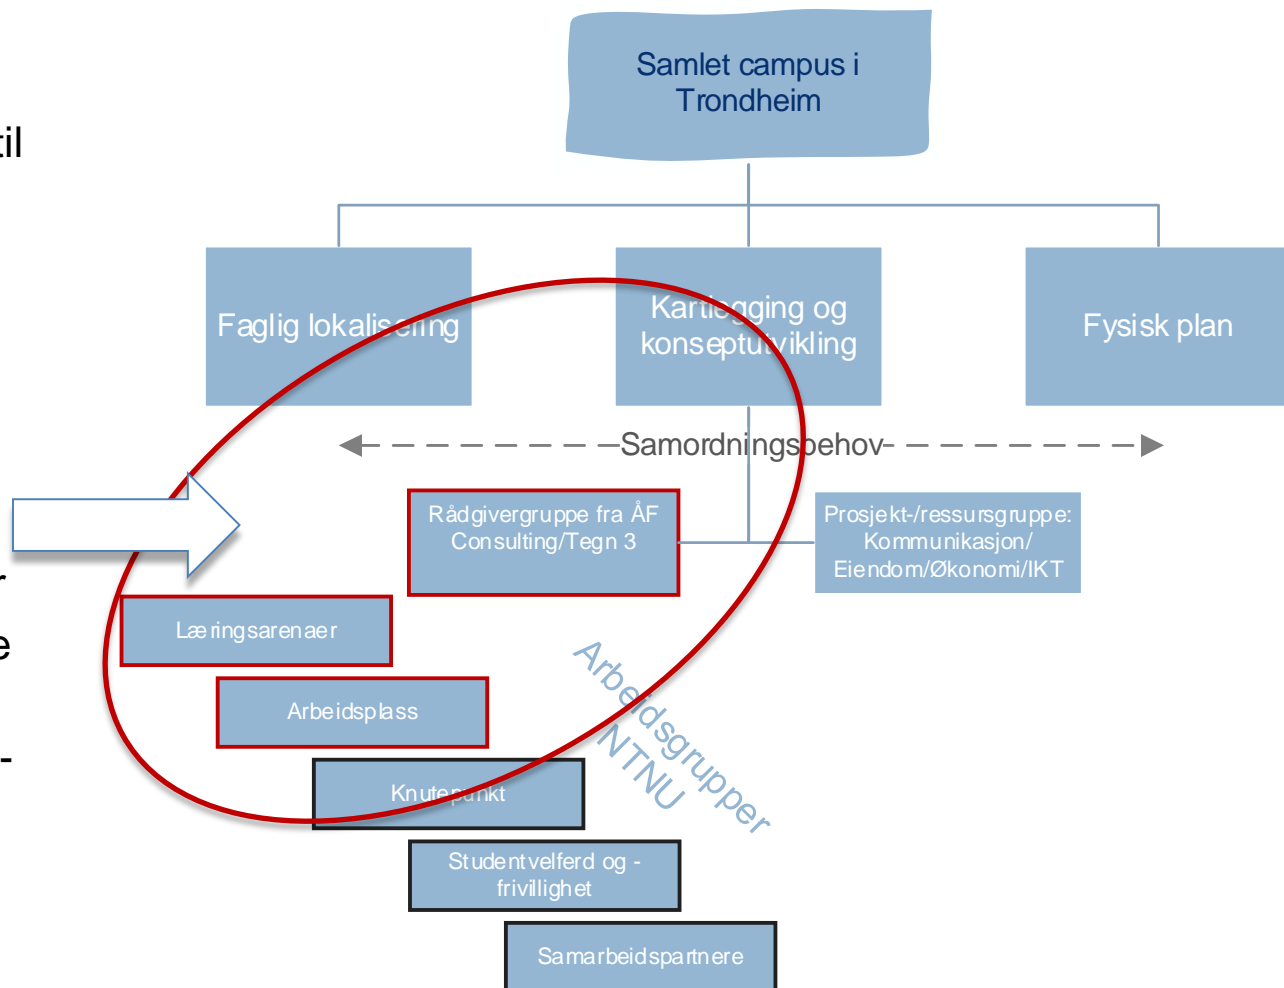 Samlet campus i
Trondheim
til
Faglig lokalisering
Kartlegging og
konseptutvikling
Fysisk plan
Samordningsbehov
Rådgivergruppe fra ÅF
Consulting/Tegn 3
Prosjekt-/ressursgruppe:
Kommunikasjon/
Eiendom/Økonomi/IKT
r
Læringsarenaer
e
Arbeidsplass
Arbeidsgrupper
NTNU
-
Knutepunkt
Studentvelferd og -
frivillighet
Samarbeidspartnere